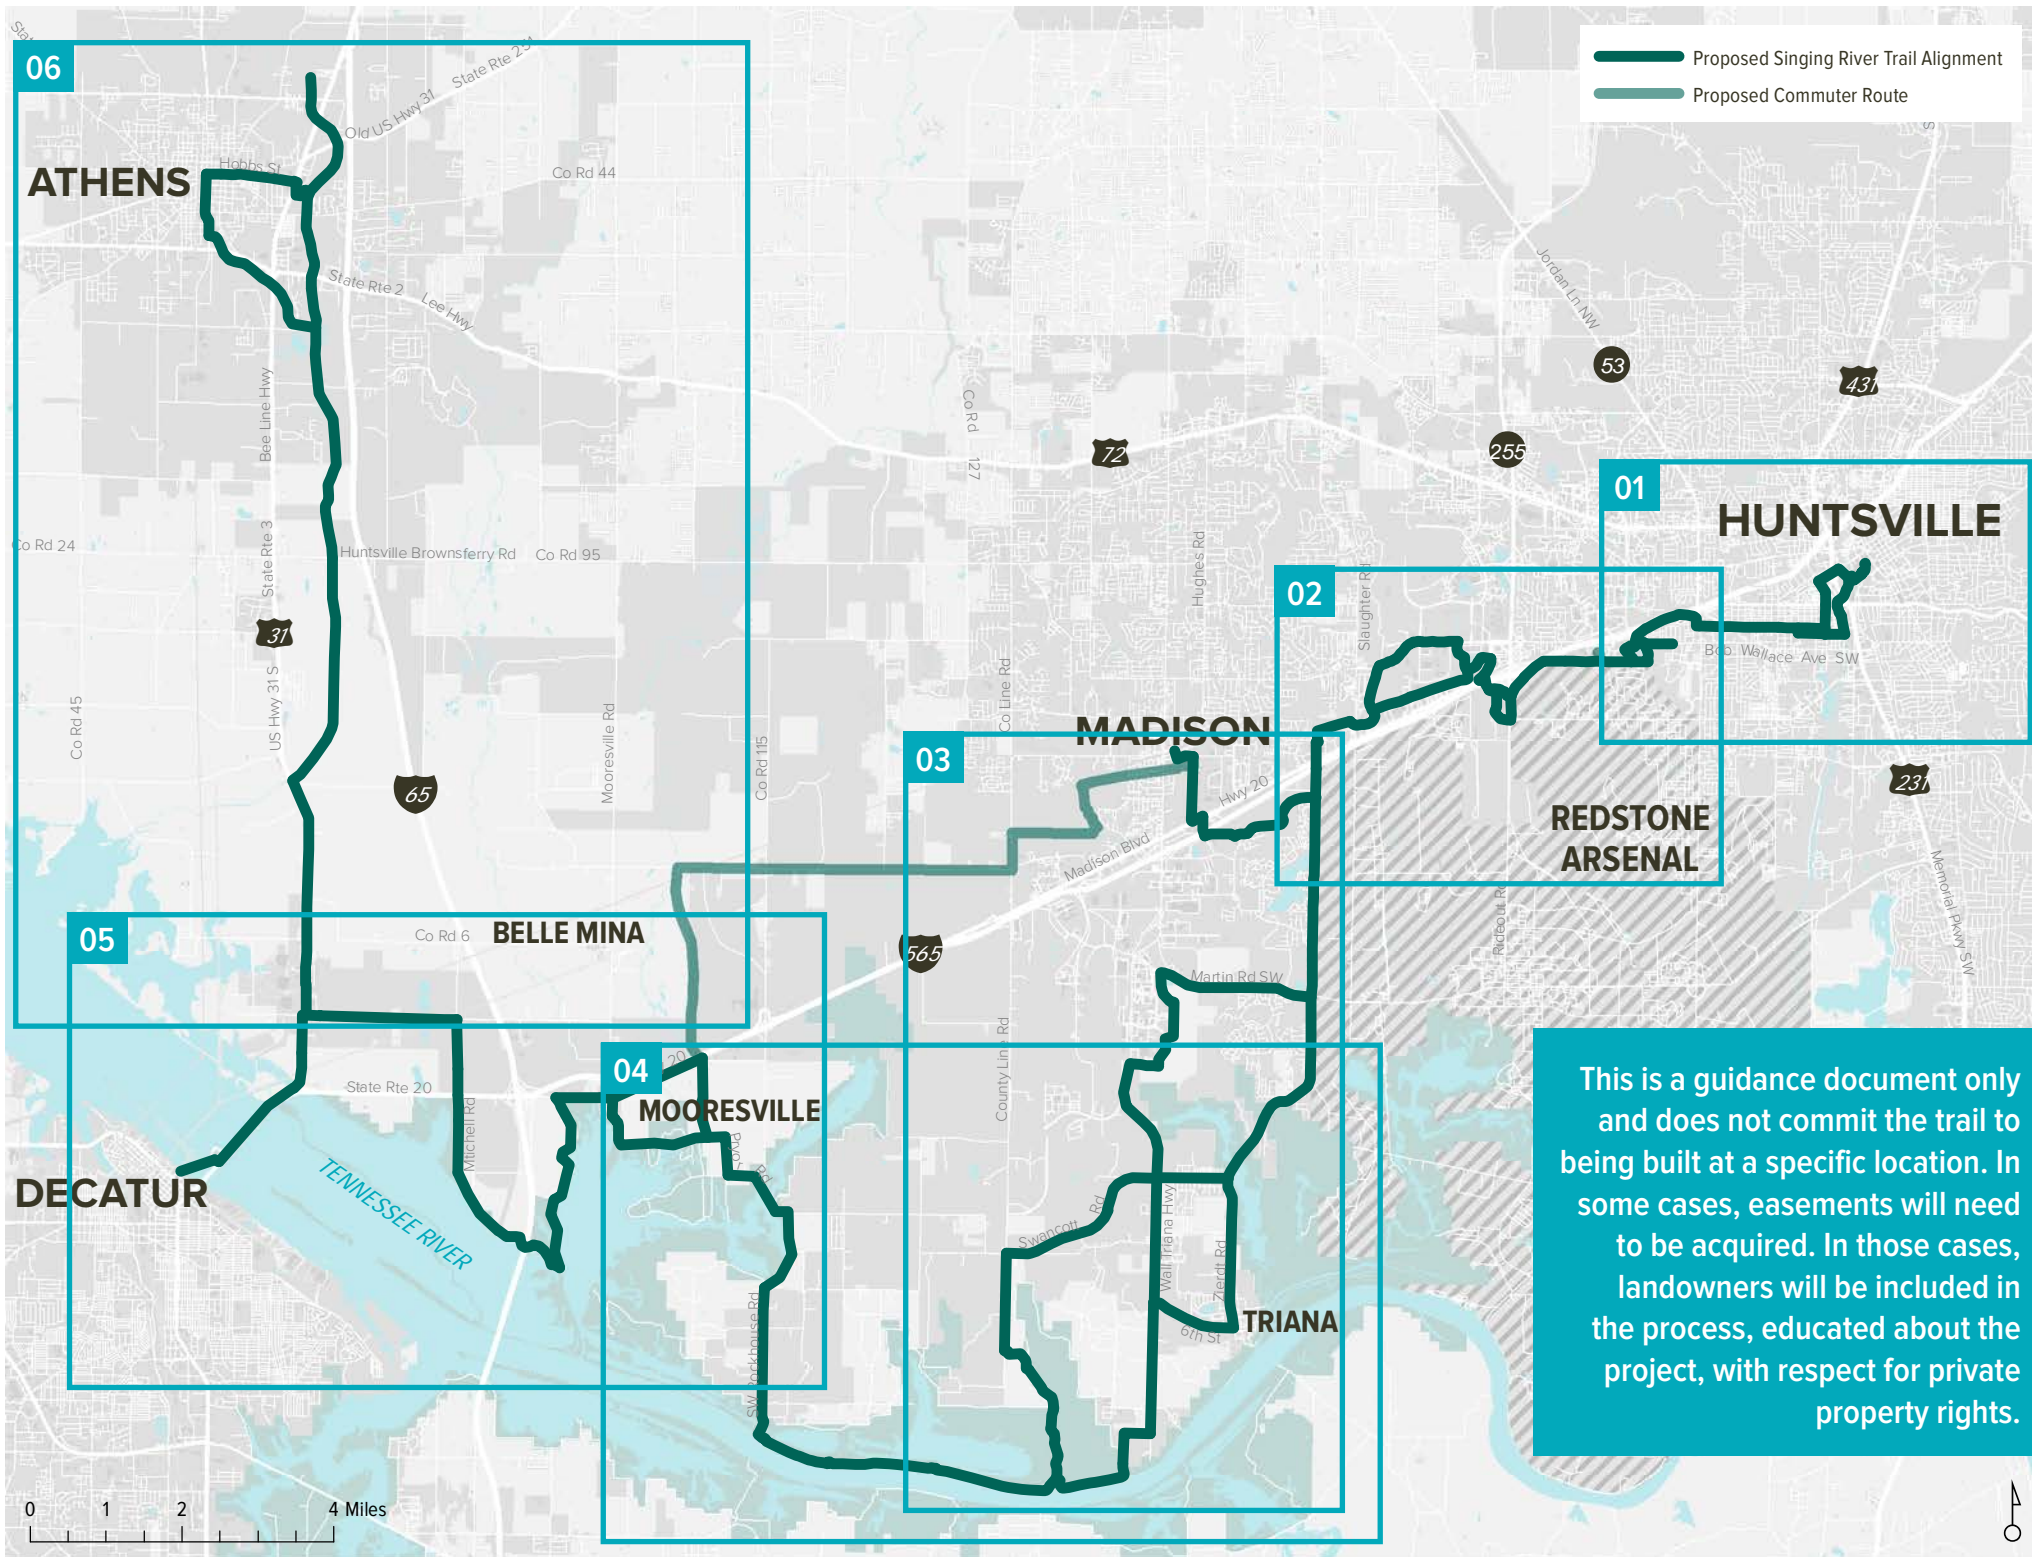 Proposed Singing River Trail Alignment
Proposed Commuter Route
06
State Rte 251
Old US Hwy 31
Hobbs St
ATHENS
Co Rd 44
State Rte 2
Lee Hwy
Jordan Ln NW
53
431
Bee Line Hwy
Co Rd 127
72
255
01
HUNTSVILLE
Co Rd 24
State Rte 3
Huntsville Brownsferry Rd
Co Rd 95
Hughes Rd
02
Slaughter Rd
31
Bob Wallace Ave SW
US Hwy 31 S
Co Rd 45
Mooresville Rd
Co Rd 115
Co Line Rd
MADISON
03
65
Hwy 20
231
REDSTONE
ARSENAL
Madison Blvd
Memorial Pkwy SW
05
Co Rd 6
BELLE MINA
565
Rideout Rd
Martin Rd SW
04
20
State Rte 20
MOORESVILLE
County Line Rd
Mtichell Rd
Rd
DECATUR
TENNESSEE RIVER
Swancott Rd
Wall Triana Hwy
Zierdt Rd
6th St
TRIANA
SW Rockhouse Rd
This is a guidance document only
and does not commit the trail to
being built at a specific location. In
some cases, easements will need
to be acquired. In those cases,
landowners will be included in
the process, educated about the
project, with respect for private
property rights.
0 1 2 4 Miles